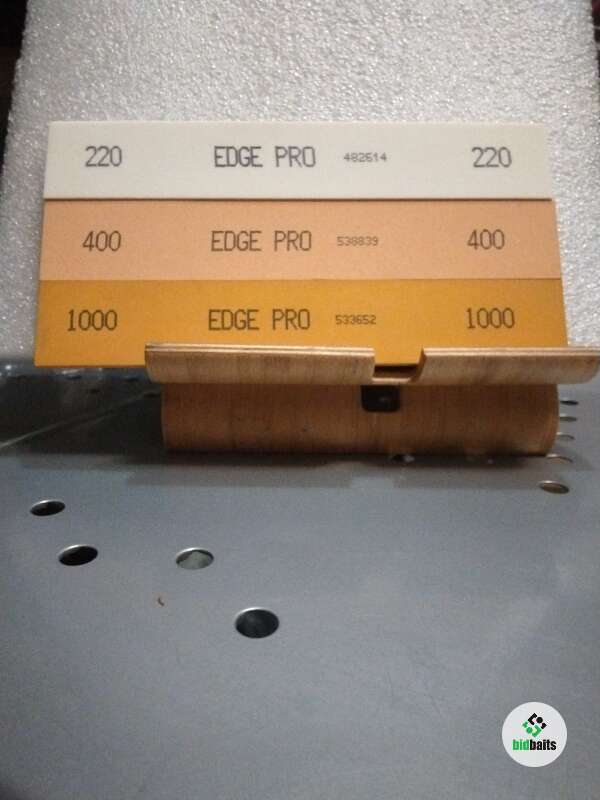 220 EDGE PRO 482614 220
400 EDGE PRO 538839 400
1000 EDGE PRO 533652 1000
bidbaits